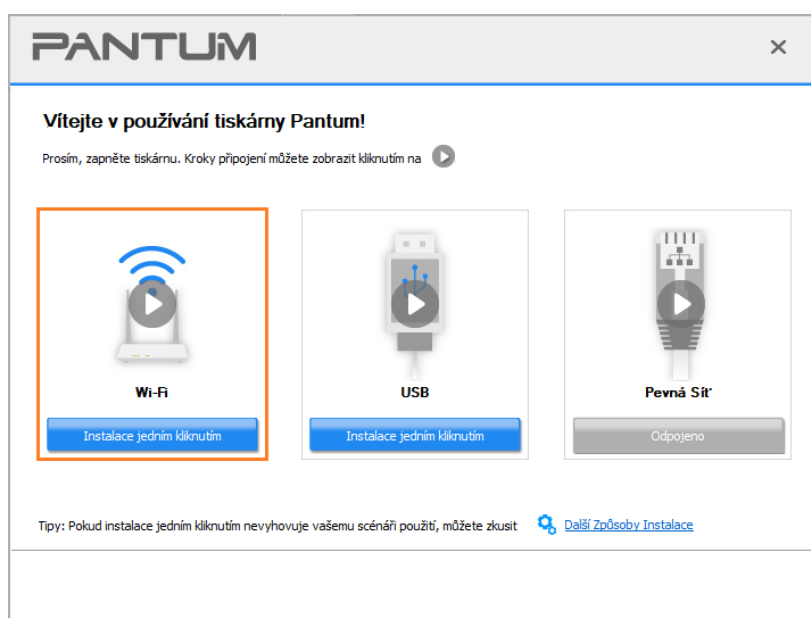 PANTUM
Vítejte v používání tiskárny Pantum!
Prosím, zapněte tiskárnu. Kroky připojení můžete zobrazit kliknutím na
Wi-Fi
USB
Pevná Síť
Instalace jedním kliknutím
Instalace jedním kliknutím
Odpojeno
Tipy: Pokud instalace jedním kliknutím nevyhovuje vašemu scénáři použití, můžete zkusit
Další Způsoby Instalace